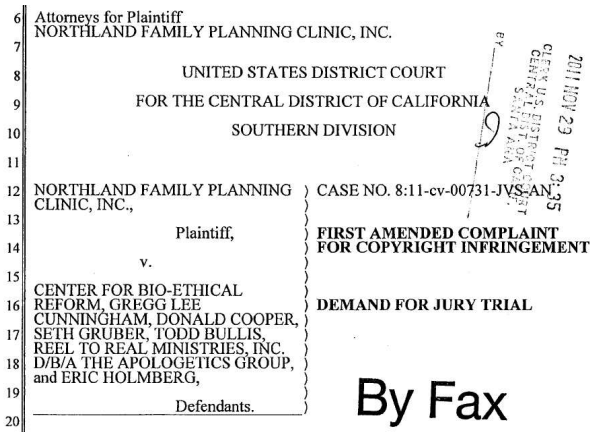 6 Attorneys for Plaintiff
NORTHLAND FAMILY PLANNING CLINIC, INC.
7
8 UNITED STATES DISTRICT COURT
9 FOR THE CENTRAL DISTRICT OF CALIFORNIA
10 SOUTHERN DIVISION
11
12 NORTHLAND FAMILY PLANNING ) CASE NO. 8:11-cv-00731-JVS-AN
CLINIC, INC., )
13 )
Plaintiff, ) FIRST AMENDED COMPLAINT
14 ) FOR COPYRIGHT INFRINGEMENT
v. )
15 )
CENTER FOR BIO-ETHICAL )
16 REFORM, GREGG LEE ) DEMAND FOR JURY TRIAL
CUNNINGHAM, DONALD COOPER, )
17 SETH GRUBER, TODD BULLIS, )
REEL TO REAL MINISTRIES, INC. )
18 D/B/A THE APOLOGETICS GROUP, )
and ERIC HOLMBERG, )
19 )
Defendants. )
20
By Fax
2011 NOV 29 PM 3:35
CLERK U.S. DISTRICT COURT
CENTRAL DIST. OF CALIF.
SANTA ANA
BY